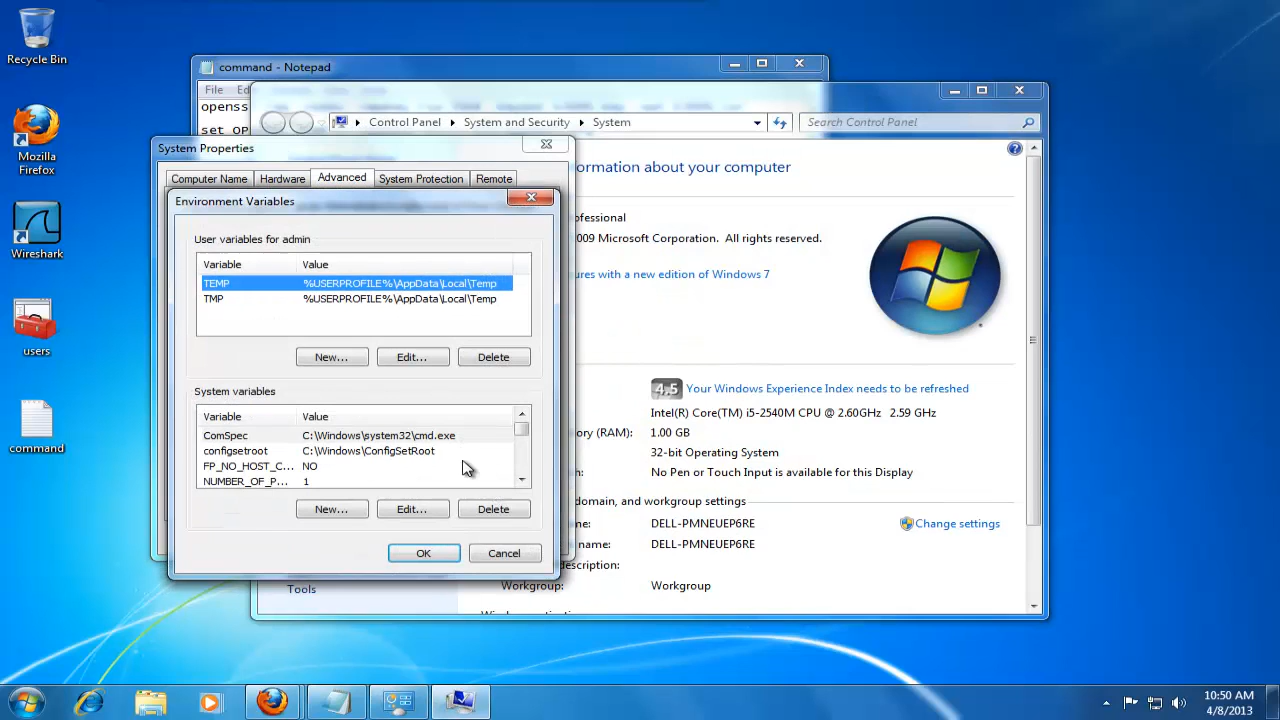 Recycle Bin
Mozilla
Firefox
Wireshark
users
command
command - Notepad
File Ed
openss
set OP
Control Panel
System and Security
System
Search Control Panel
System Properties
Computer Name
Hardware
Advanced
System Protection
Remote
Environment Variables
User variables for admin
Variable Value
TEMP %USERPROFILE%\AppData\Local\Temp
TMP %USERPROFILE%\AppData\Local\Temp
New... Edit... Delete
System variables
Variable Value
ComSpec C:\Windows\system32\cmd.exe
configsetroot C:\Windows\ConfigSetRoot
FP_NO_HOST_C... NO
NUMBER_OF_P... 1
New... Edit... Delete
OK Cancel
ormation about your computer
ofessional
009 Microsoft Corporation. All rights reserved.
ures with a new edition of Windows 7
4.5 Your Windows Experience Index needs to be refreshed
Intel(R) Core(TM) i5-2540M CPU @ 2.60GHz 2.59 GHz
ory (RAM): 1.00 GB
32-bit Operating System
No Pen or Touch Input is available for this Display
domain, and workgroup settings
ame: DELL-PMNEUEP6RE
Change settings
name: DELL-PMNEUEP6RE
description:
Workgroup: Workgroup
Tools
10:50 AM
4/8/2013